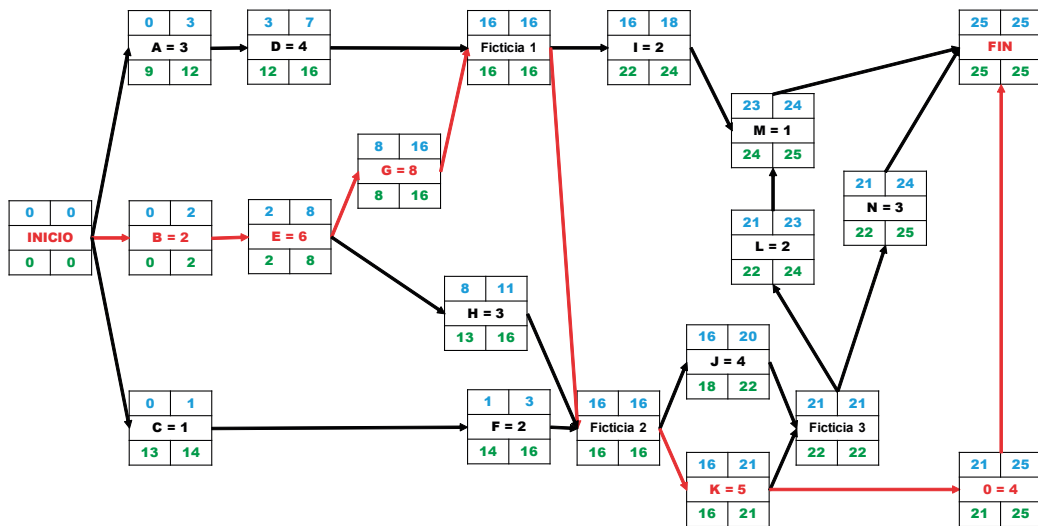 0 3
A = 3
9 12
3 7
D = 4
12 16
16 16
Ficticia 1
16 16
16 18
I = 2
22 24
25 25
FIN
25 25
23 24
M = 1
24 25
8 16
G = 8
8 16
21 24
N = 3
22 25
0 0
INICIO
0 0
0 2
B = 2
0 2
2 8
E = 6
2 8
21 23
L = 2
22 24
8 11
H = 3
13 16
16 20
J = 4
18 22
0 1
C = 1
13 14
1 3
F = 2
14 16
16 16
Ficticia 2
16 16
21 21
Ficticia 3
22 22
16 21
K = 5
16 21
21 25
0 = 4
21 25